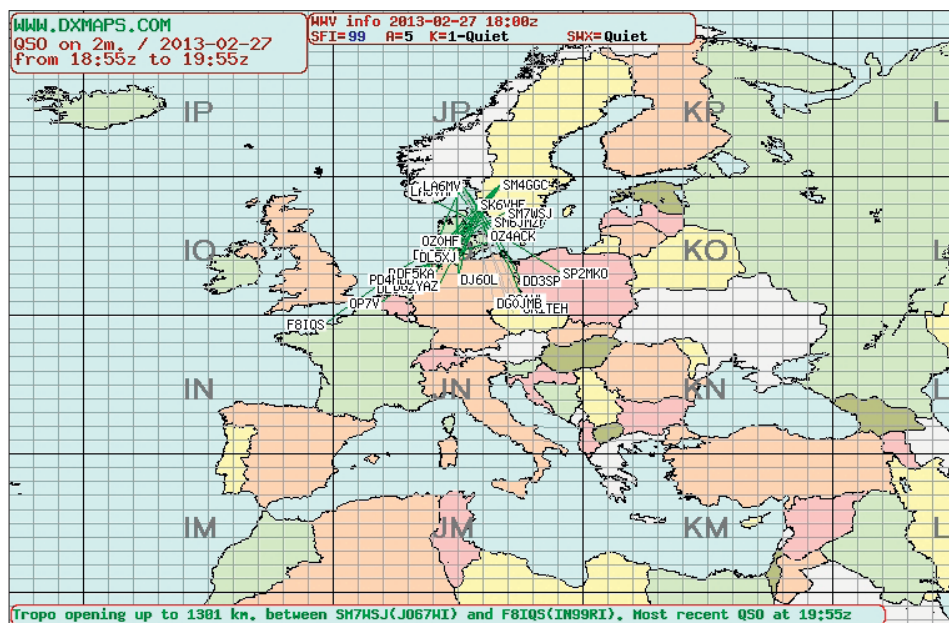 WWW.DXMAPS.COM
QSO on 2m. / 2013-02-27
from 18:55z to 19:55z
WWV info 2013-02-27 18:00z
SFI=99 A=5 K=1-Quiet SWX=Quiet
IP JP KP L
LA6MV SM4GGC
SK6VHF
SM7WSJ
OZ4ACK
OZ0HF
IO KO L
DL5XJ
DF5KA DJ6OL DD3SP SP2MKO
OP7V DG0JMB
F8IQS
IN JN KN L
IM JM KM L
Tropo opening up to 1301 km. between SM7WSJ(JO67WI) and F8IQS(IN99RI). Most recent QSO at 19:55z